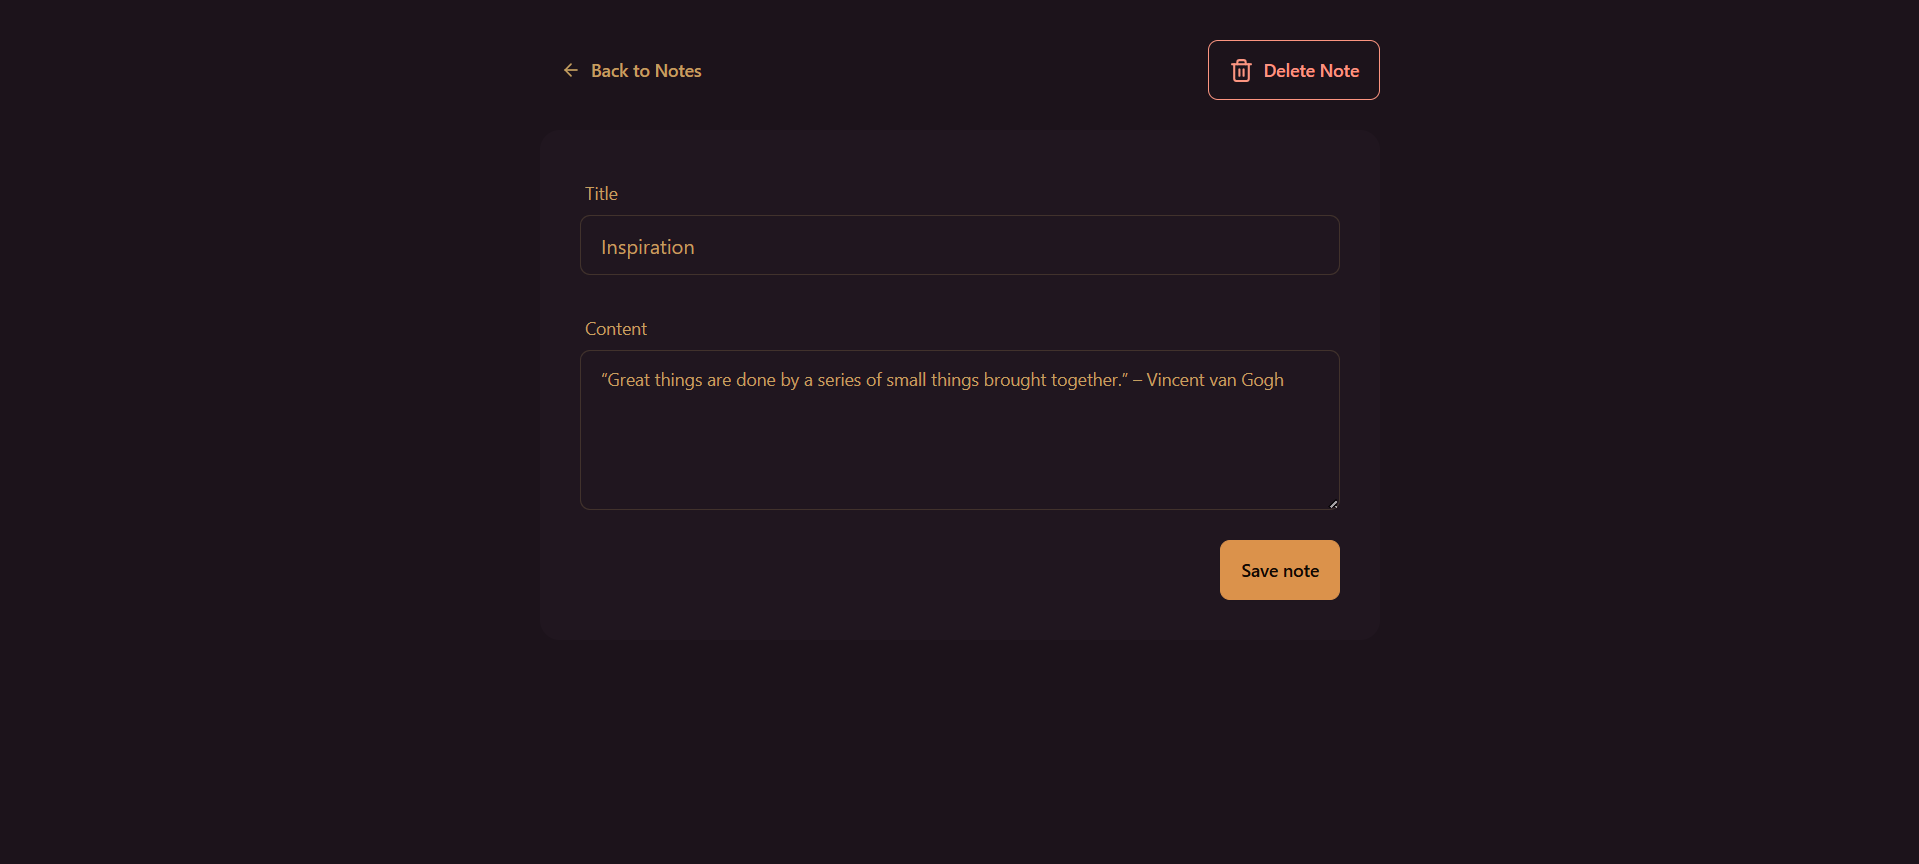 Back to Notes
Delete Note
Title
Inspiration
Content
“Great things are done by a series of small things brought together.” – Vincent van Gogh
Save note